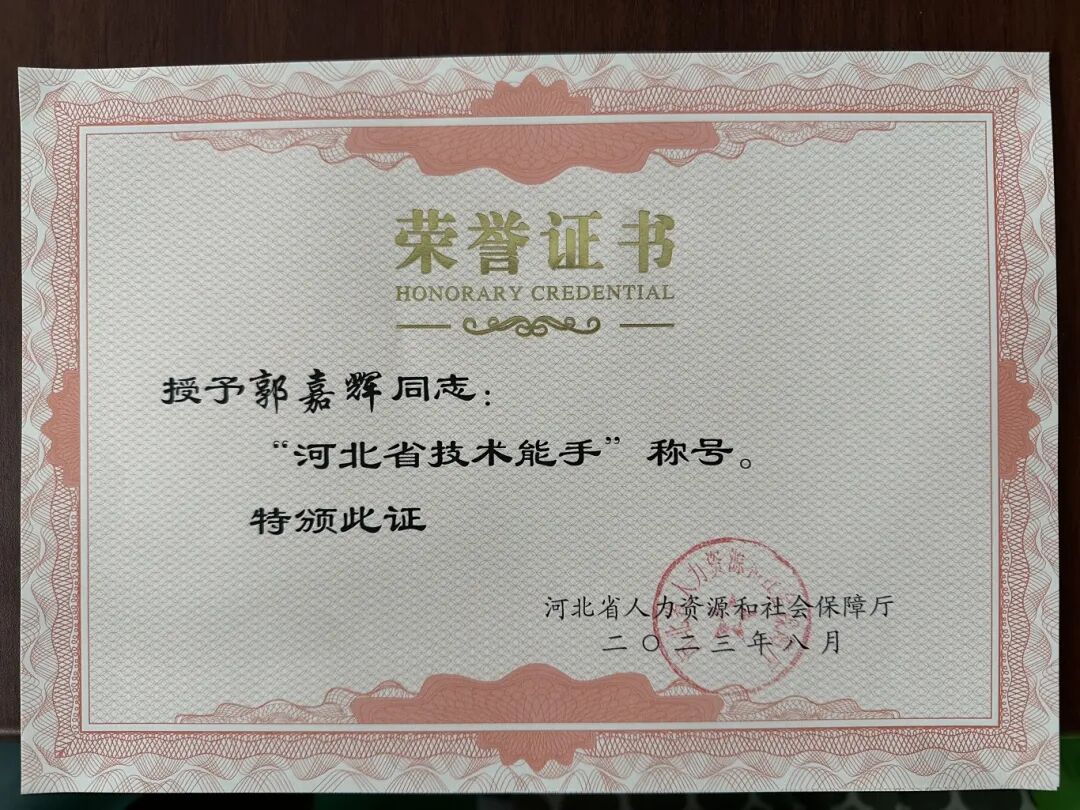 荣誉证书
HONORARY CREDENTIAL
授予郭嘉辉同志：
“河北省技术能手”称号。
特颁此证
河北省人力资源和社会保障厅
二〇二三年八月